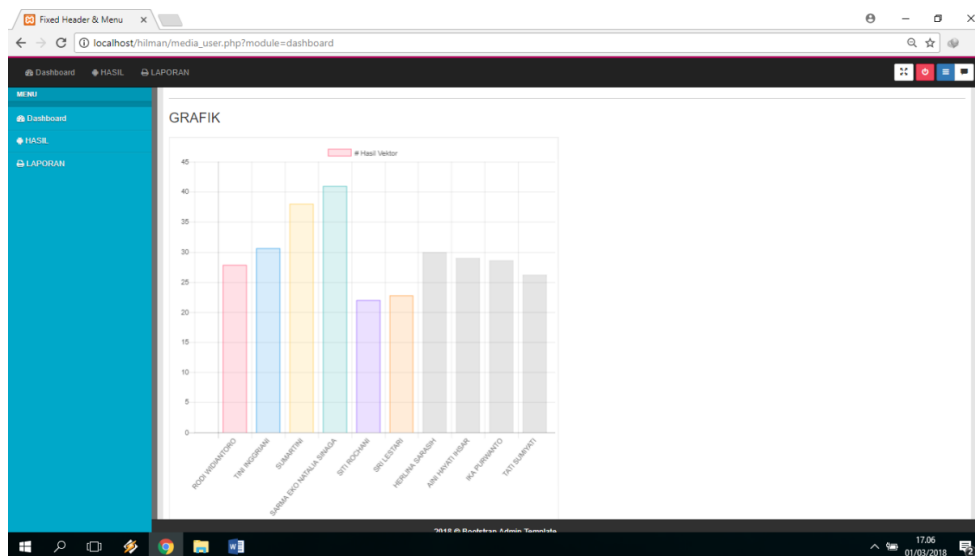 Fixed Header & Menu
localhost/hilman/media_user.php?module=dashboard
Dashboard HASIL LAPORAN
MENU
Dashboard
HASIL
LAPORAN
GRAFIK
# Hasil Vektor
45
40
35
30
25
20
15
10
5
0
RODI WIDIANTORO
TINI INGGRIANI
SUMARTINI
SARMA EKO NATALIA SINAGA
SITI ROCHANI
SRI LESTARI
HERLINA SARASIH
AINI HAYATI IHSAR
IKA PURWANTO
TATI SUMIYATI
2018 © Bootstrap Admin Template
17.06
01/03/2018